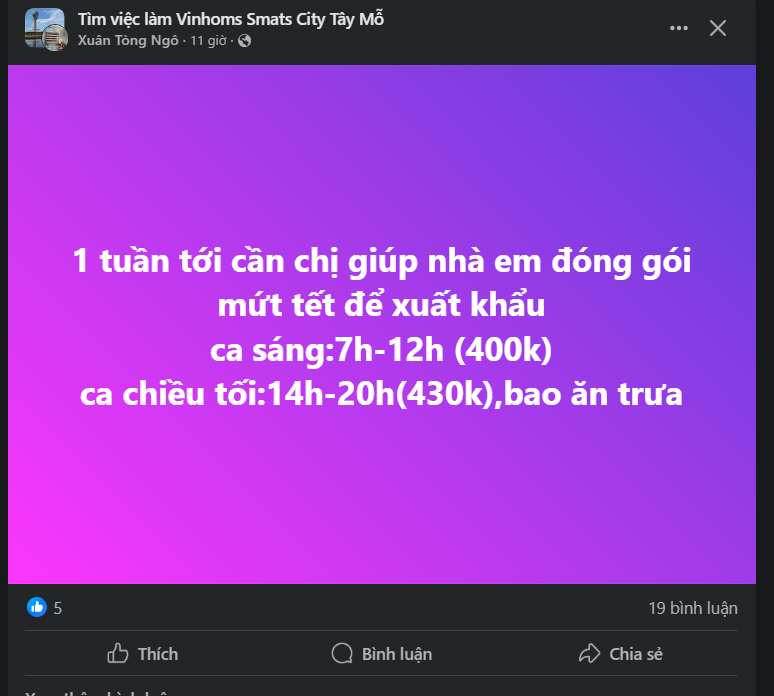 Tìm việc làm Vinhoms Smats City Tây Mỗ
Xuân Tòng Ngô · 11 giờ ·
1 tuần tới cần chị giúp nhà em đóng gói
mứt tết để xuất khẩu
ca sáng:7h-12h (400k)
ca chiều tối:14h-20h(430k),bao ăn trưa
5
19 bình luận
Thích
Bình luận
Chia sẻ